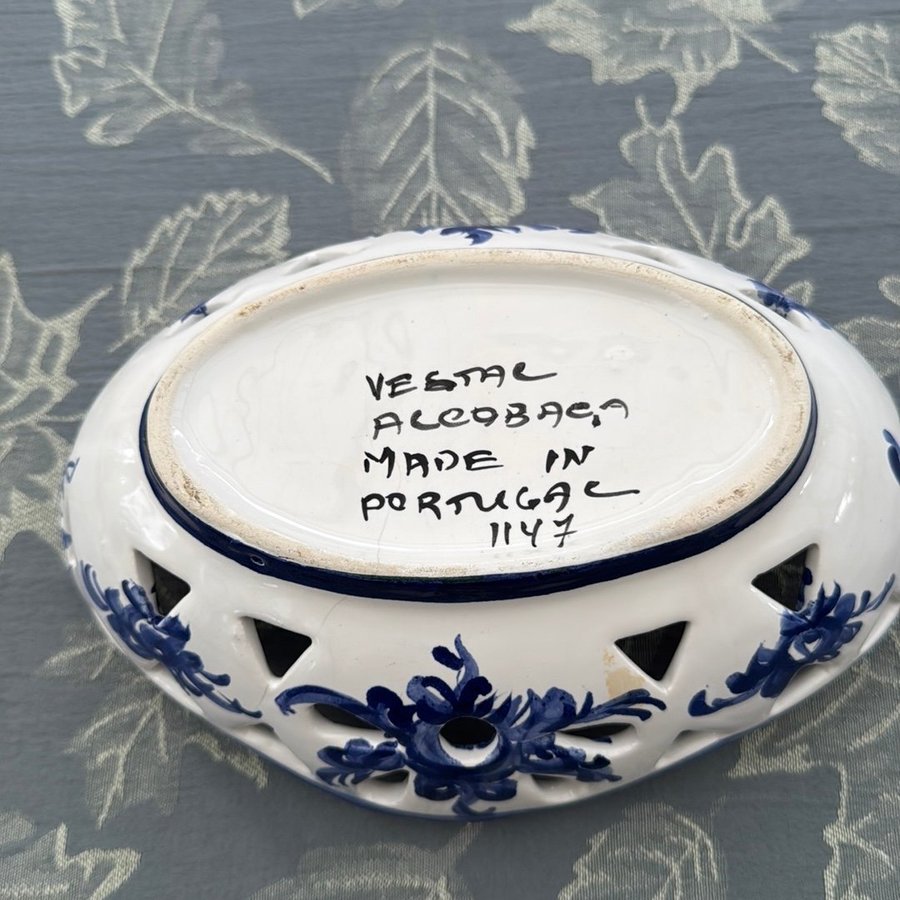 VESTAL
ALCOBAÇA
MADE IN
PORTUGAL
1147